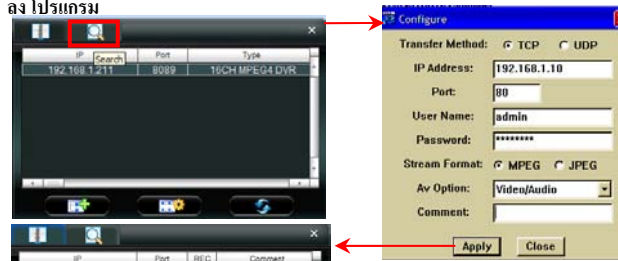 ลง โปรแกรม
IP Port Type
Search
192.168.1.211 8089 16CH MPEG4 DVR
IP Port REC Comment
Configure
Transfer Method: TCP UDP
IP Address: 192.168.1.10
Port: 80
User Name: admin
Password: ********
Stream Format: MPEG JPEG
Av Option: Video/Audio
Comment:
Apply Close